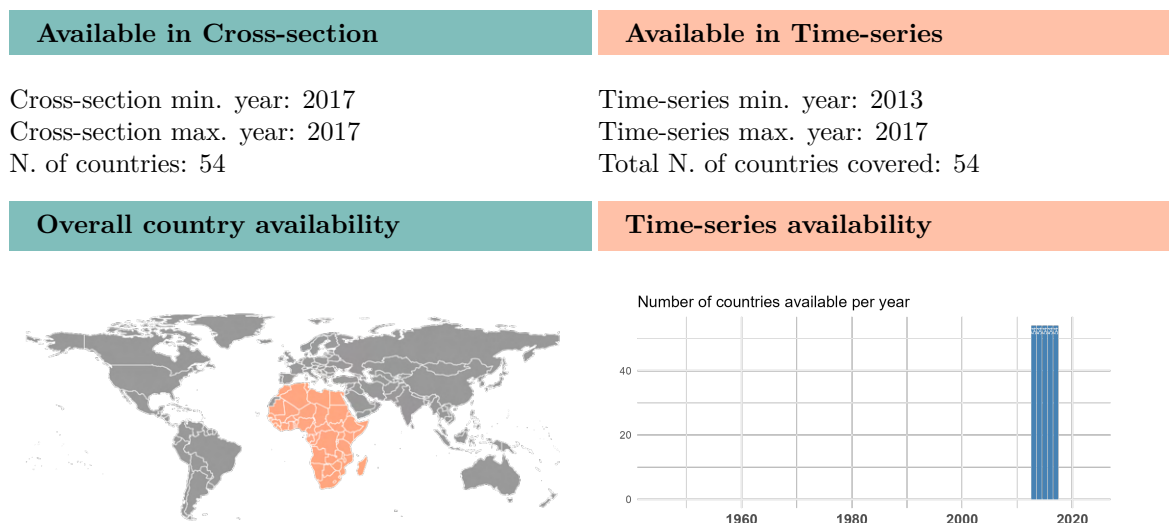 Available in Cross-section
Available in Time-series
Cross-section min. year: 2017
Cross-section max. year: 2017
N. of countries: 54
Time-series min. year: 2013
Time-series max. year: 2017
Total N. of countries covered: 54
Overall country availability
Time-series availability
Number of countries available per year
40
20
0
1960
1980
2000
2020